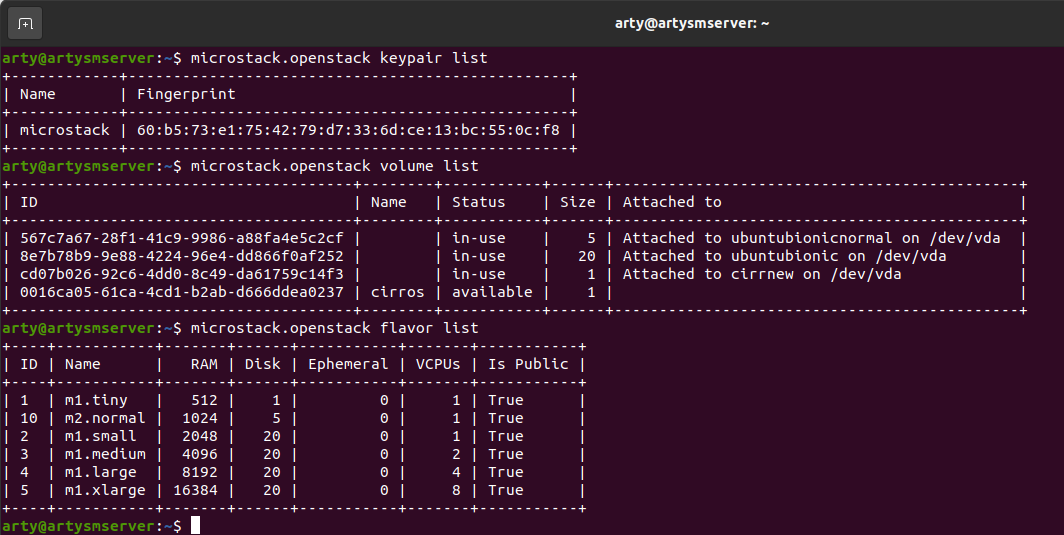 arty@artysmserver: ~
arty@artysmserver:~$ microstack.openstack keypair list
+------------+-------------------------------------------------+
| Name       | Fingerprint                                     |
+------------+-------------------------------------------------+
| microstack | 60:b5:73:e1:75:42:79:d7:33:6d:ce:13:bc:55:0c:f8 |
+------------+-------------------------------------------------+
arty@artysmserver:~$ microstack.openstack volume list
+--------------------------------------+--------+-----------+------+---------------------------------------------+
| ID                                   | Name   | Status    | Size | Attached to                                 |
+--------------------------------------+--------+-----------+------+---------------------------------------------+
| 567c7a67-28f1-41c9-9986-a88fa4e5c2cf |        | in-use    |    5 | Attached to ubuntubionicnormal on /dev/vda  |
| 8e7b78b9-9e88-4224-96e4-dd866f0af252 |        | in-use    |   20 | Attached to ubuntubionic on /dev/vda        |
| cd07b026-92c6-4dd0-8c49-da61759c14f3 |        | in-use    |    1 | Attached to cirrnew on /dev/vda             |
| 0016ca05-61ca-4cd1-b2ab-d666ddea0237 | cirros | available |    1 |                                             |
+--------------------------------------+--------+-----------+------+---------------------------------------------+
arty@artysmserver:~$ microstack.openstack flavor list
+----+-----------+-------+------+-----------+-------+-----------+
| ID | Name      |   RAM | Disk | Ephemeral | VCPUs | Is Public |
+----+-----------+-------+------+-----------+-------+-----------+
| 1  | m1.tiny   |   512 |    1 |         0 |     1 | True      |
| 10 | m2.normal |  1024 |    5 |         0 |     1 | True      |
| 2  | m1.small  |  2048 |   20 |         0 |     1 | True      |
| 3  | m1.medium |  4096 |   20 |         0 |     2 | True      |
| 4  | m1.large  |  8192 |   20 |         0 |     4 | True      |
| 5  | m1.xlarge | 16384 |   20 |         0 |     8 | True      |
+----+-----------+-------+------+-----------+-------+-----------+
arty@artysmserver:~$